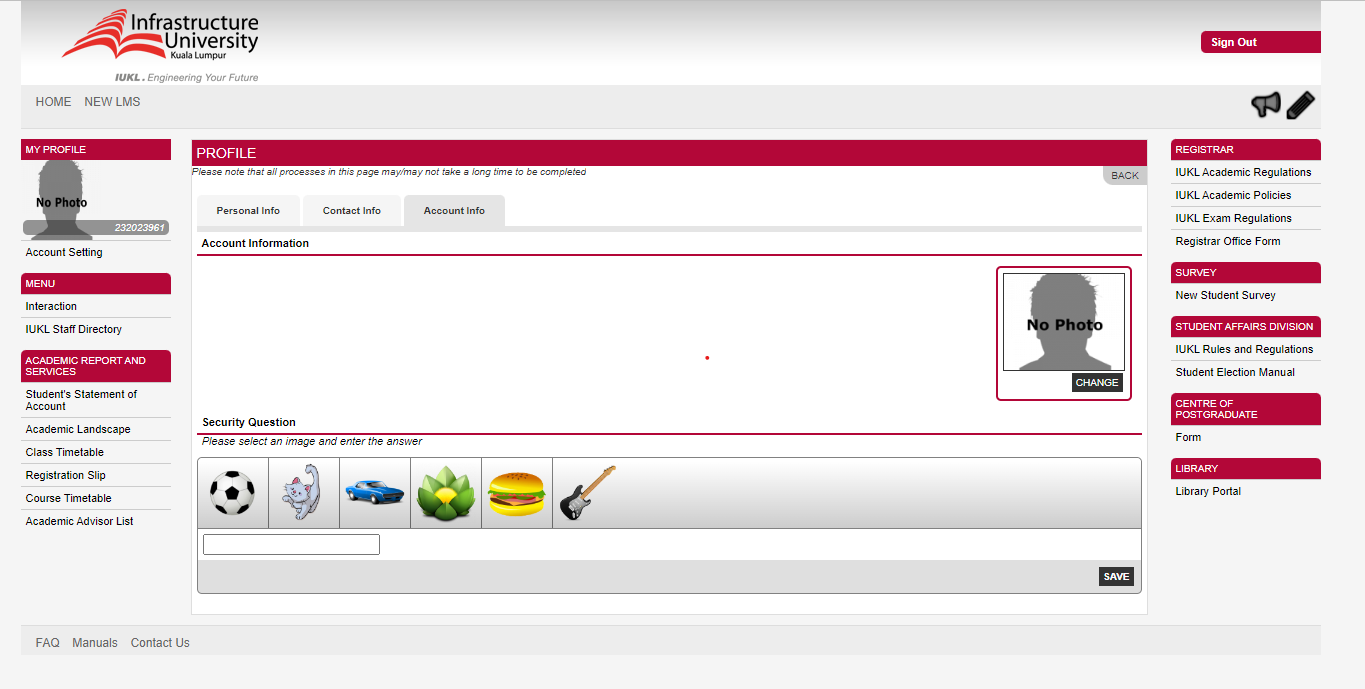 Infrastructure
University
Kuala Lumpur
IUKL. Engineering Your Future
Sign Out
HOME NEW LMS
MY PROFILE
No Photo
232023961
Account Setting
MENU
Interaction
IUKL Staff Directory
ACADEMIC REPORT AND
SERVICES
Student's Statement of
Account
Academic Landscape
Class Timetable
Registration Slip
Course Timetable
Academic Advisor List
PROFILE
Please note that all processes in this page may/may not take a long time to be completed
BACK
Personal Info Contact Info Account Info
Account Information
No Photo
CHANGE
Security Question
Please select an image and enter the answer
SAVE
REGISTRAR
IUKL Academic Regulations
IUKL Academic Policies
IUKL Exam Regulations
Registrar Office Form
SURVEY
New Student Survey
STUDENT AFFAIRS DIVISION
IUKL Rules and Regulations
Student Election Manual
CENTRE OF
POSTGRADUATE
Form
LIBRARY
Library Portal
FAQ Manuals Contact Us